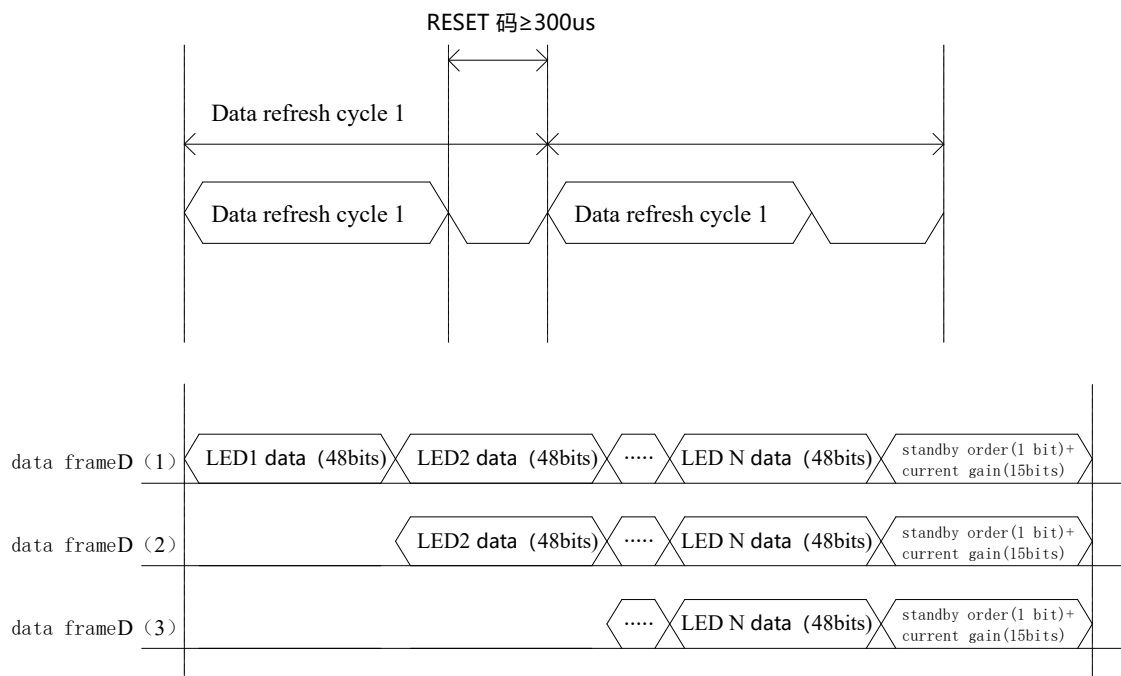 RESET 码≥300us
Data refresh cycle 1
Data refresh cycle 1
Data refresh cycle 1
data frameD（1）
LED1 data（48bits）
LED2 data（48bits）
·····
LED N data（48bits）
standby order(1 bit)+
current gain(15bits)
data frameD（2）
LED2 data（48bits）
·····
LED N data（48bits）
standby order(1 bit)+
current gain(15bits)
data frameD（3）
·····
LED N data（48bits）
standby order(1 bit)+
current gain(15bits)